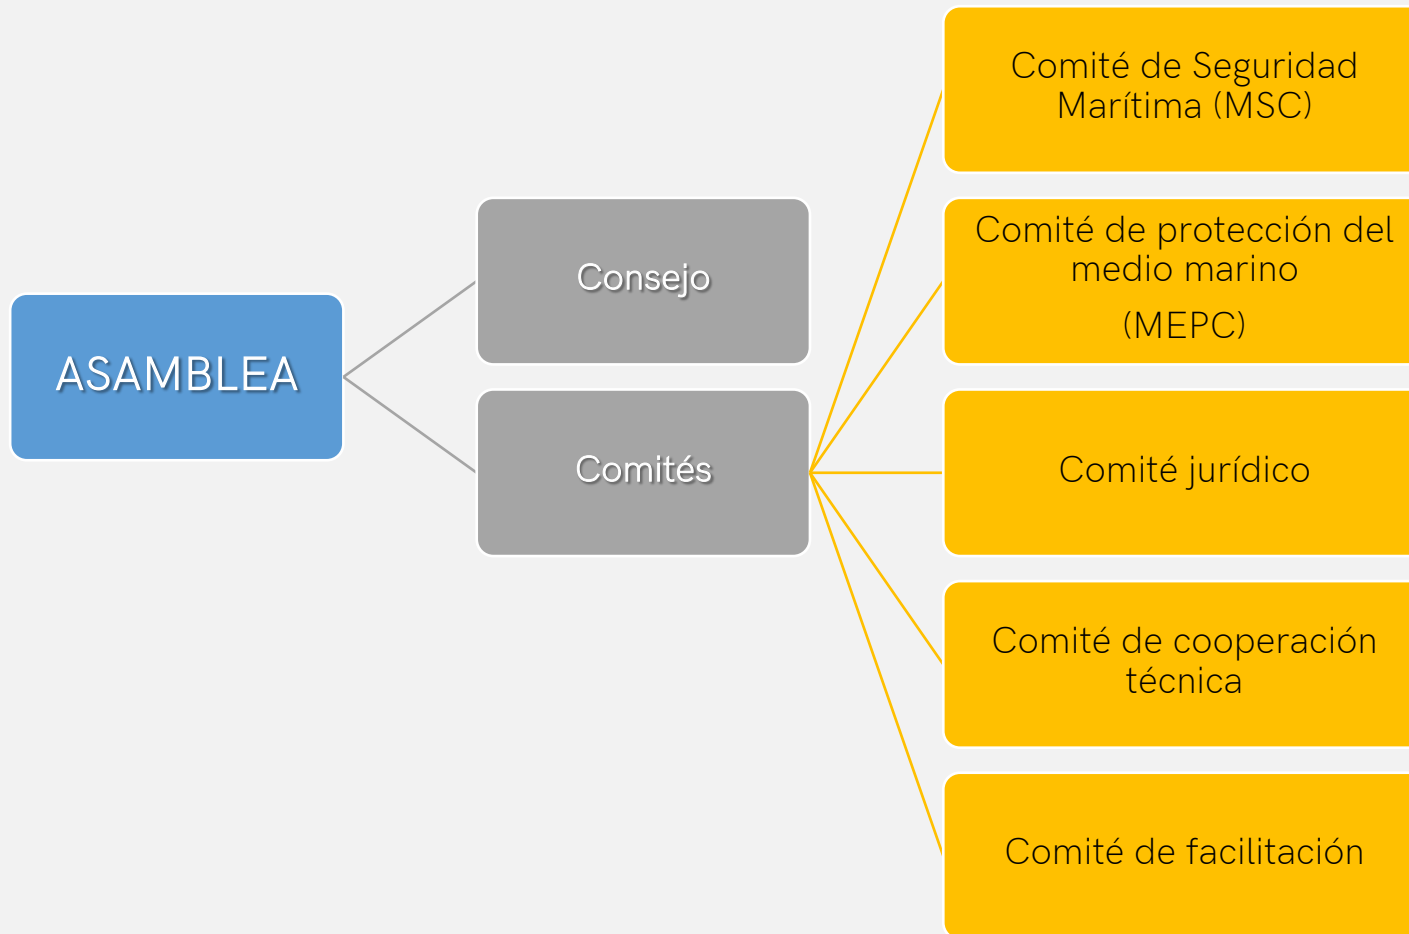 ASAMBLEA
Consejo
Comités
Comité de Seguridad
Marítima (MSC)
Comité de protección del
medio marino
(MEPC)
Comité jurídico
Comité de cooperación
técnica
Comité de facilitación